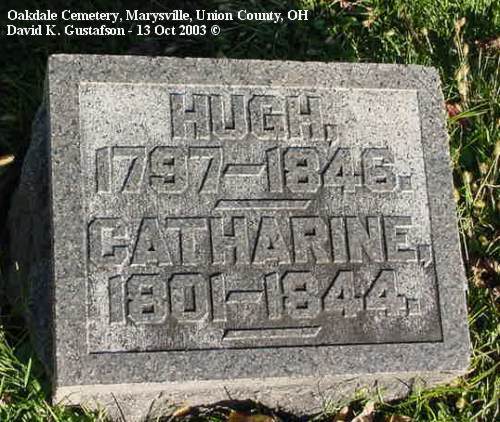 Oakdale Cemetery, Marysville, Union County, OH
David K. Gustafson - 13 Oct 2003 ©
HUGH,
1797-1846.
CATHARINE,
1801-1844.